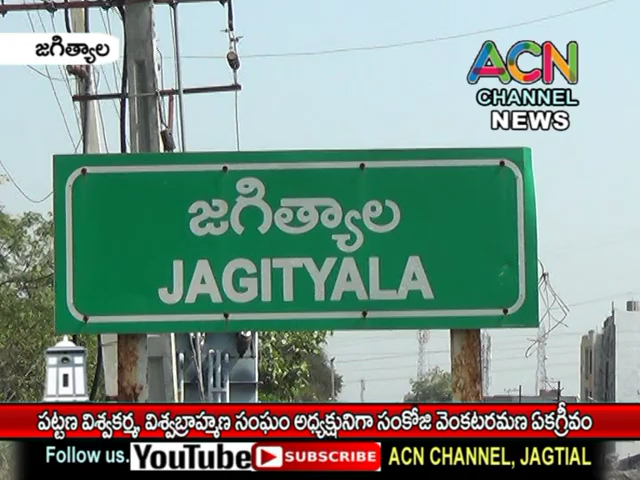 జగిత్యాల
ACN
CHANNEL
NEWS
జగిత్యాల
JAGITYALA
పట్టణ విశ్వకర్మ, విశ్వబ్రాహ్మణ సంఘం అధ్యక్షునిగా సంకోజి వెంకటరమణ ఏకగ్రీవం
Follow us. YouTube SUBSCRIBE ACN CHANNEL, JAGTIAL